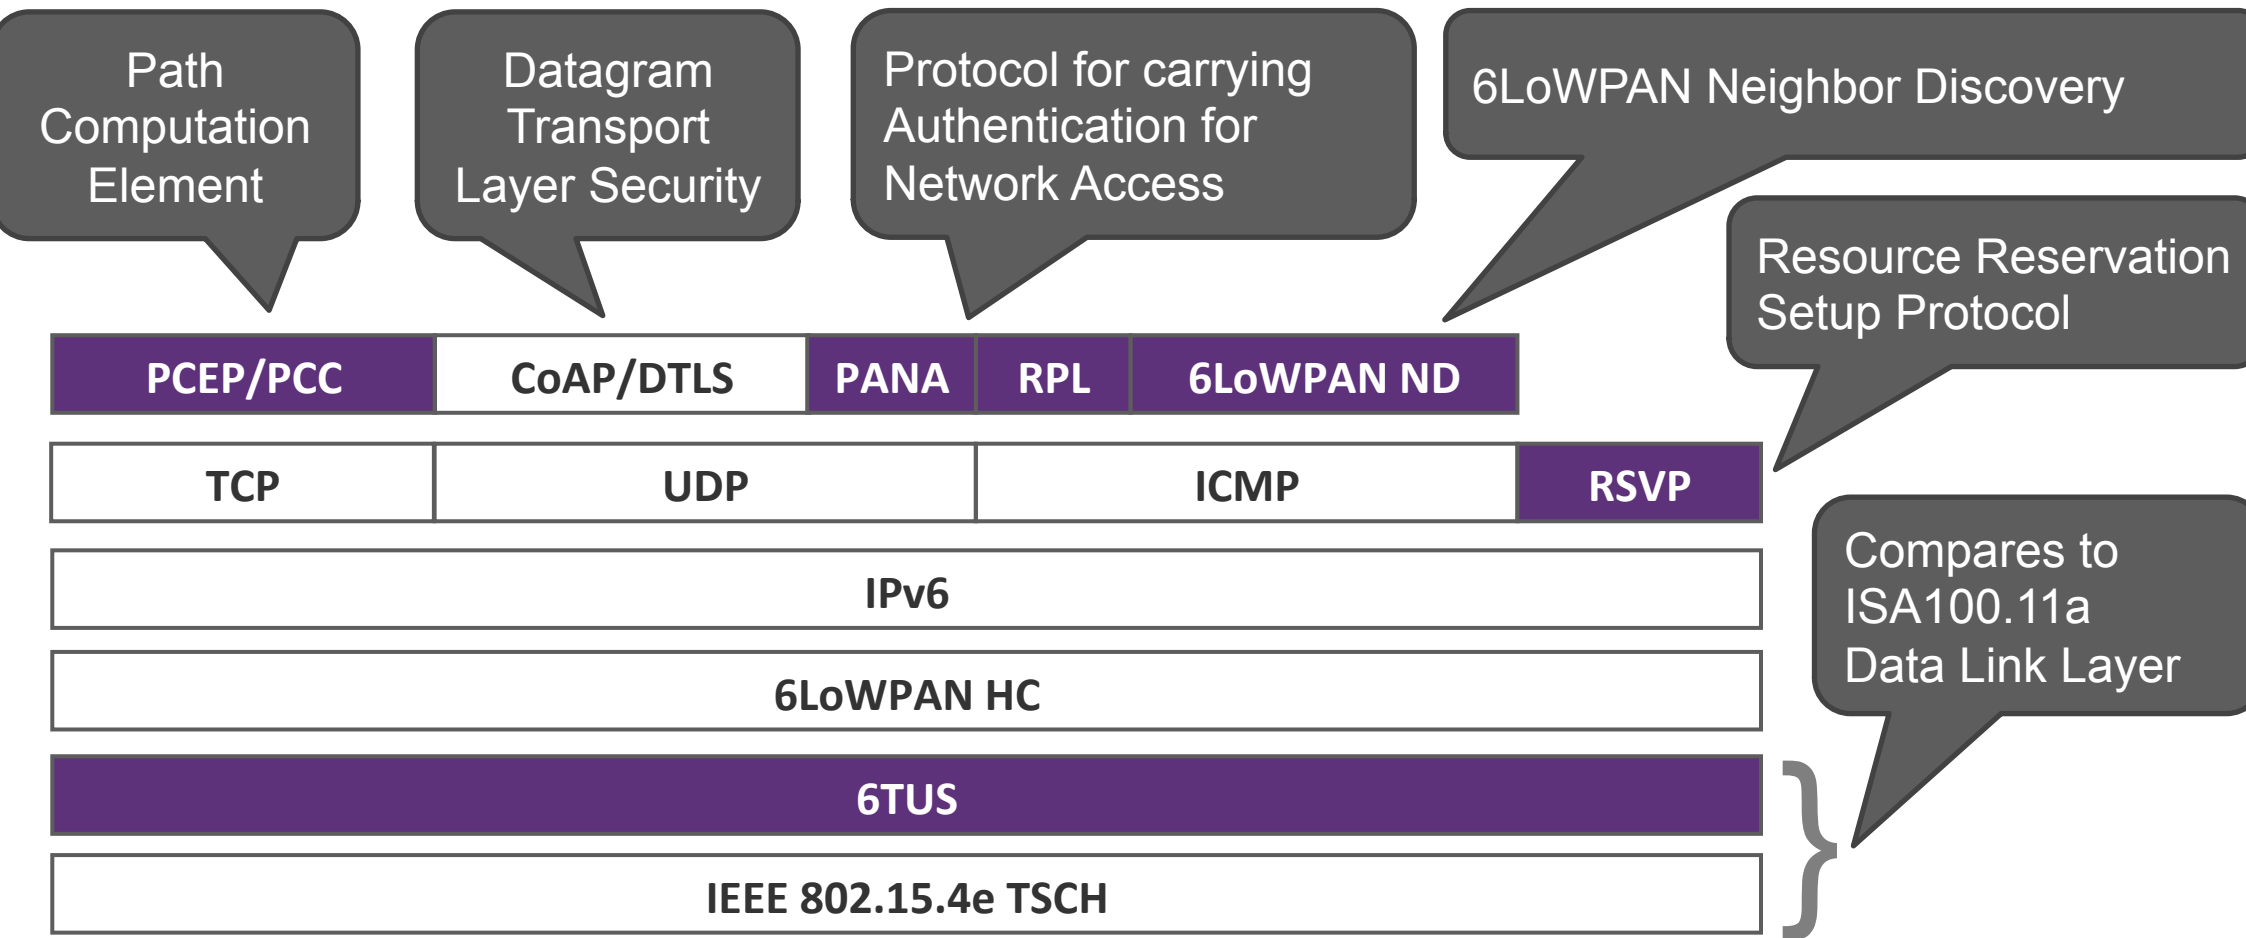 Path
Computation
Element
Datagram
Transport
Layer Security
Protocol for carrying
Authentication for
Network Access
6LoWPAN Neighbor Discovery
Resource Reservation
Setup Protocol
PCEP/PCC
CoAP/DTLS
PANA
RPL
6LoWPAN ND
TCP
UDP
ICMP
RSVP
Compares to
ISA100.11a
Data Link Layer
IPv6
6LoWPAN HC
6TUS
IEEE 802.15.4e TSCH